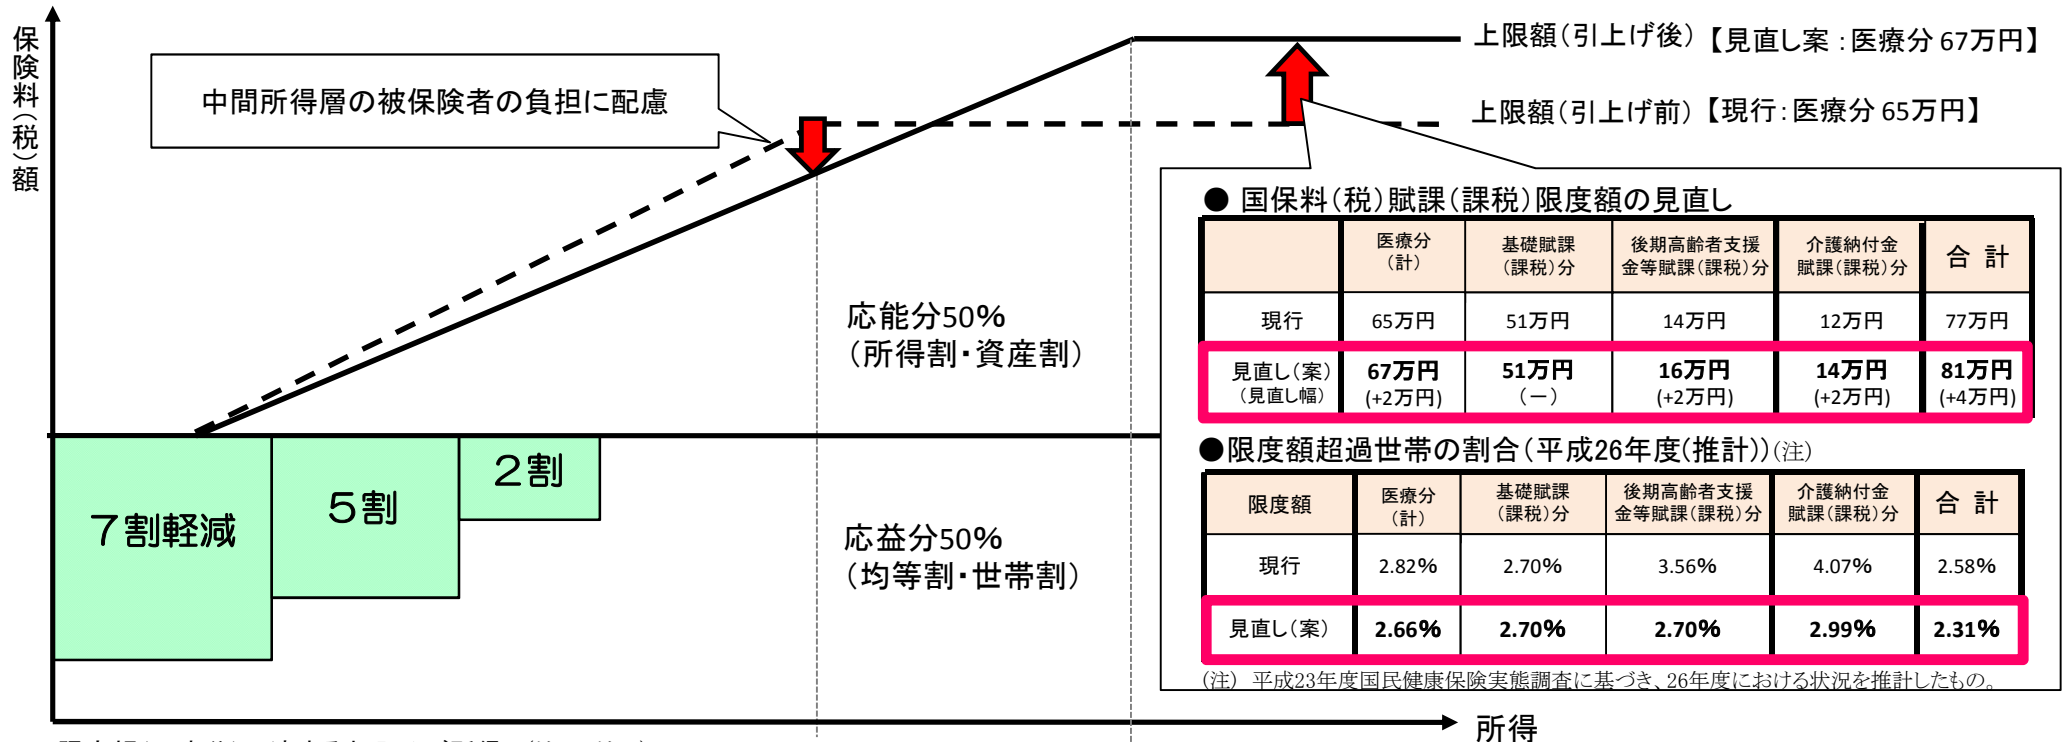 保険料(税)額
中間所得層の被保険者の負担に配慮
上限額(引上げ後)【見直し案：医療分 67万円】
上限額(引上げ前)【現行：医療分 65万円】
応能分50%
(所得割・資産割)
7割軽減
5割
2割
応益分50%
(均等割・世帯割)
● 国保料(税)賦課(課税)限度額の見直し
医療分(計) 基礎賦課(課税)分 後期高齢者支援金等賦課(課税)分 介護納付金賦課(課税)分 合 計
現行 65万円 51万円 14万円 12万円 77万円
見直し(案) 67万円 51万円 16万円 14万円 81万円
(見直し幅) (+2万円) (ー) (+2万円) (+2万円) (+4万円)
●限度額超過世帯の割合(平成26年度(推計))(注)
限度額 医療分(計) 基礎賦課(課税)分 後期高齢者支援金等賦課(課税)分 介護納付金賦課(課税)分 合 計
現行 2.82% 2.70% 3.56% 4.07% 2.58%
見直し(案) 2.66% 2.70% 2.70% 2.99% 2.31%
(注) 平成23年度国民健康保険実態調査に基づき、26年度における状況を推計したもの。
所得